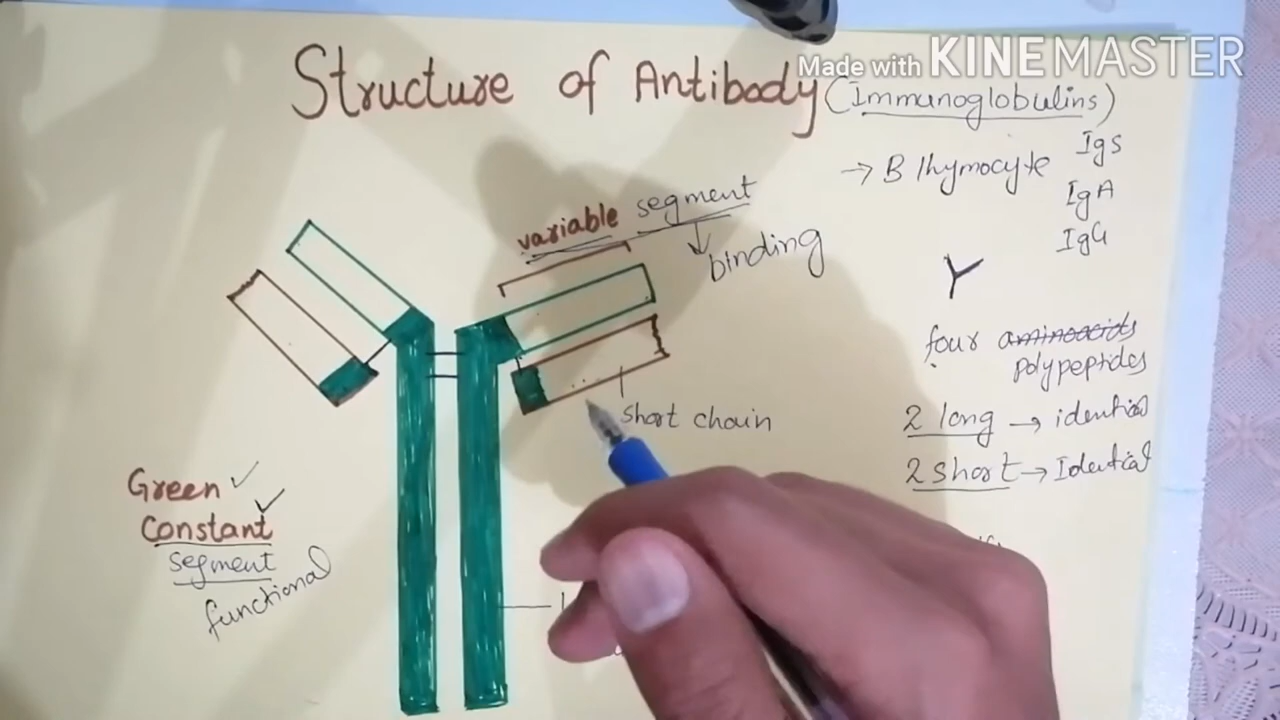 Made with KINEMASTER
Structure of Antibody (Immunoglobulins)
→ B lhymocyte
IgS
IgA
IgG
variable segment
binding
four aminoacids
polypeptides
2 long → identical
2 short → Identical
short chain
Green ✓
Constant ✓
segment
functional